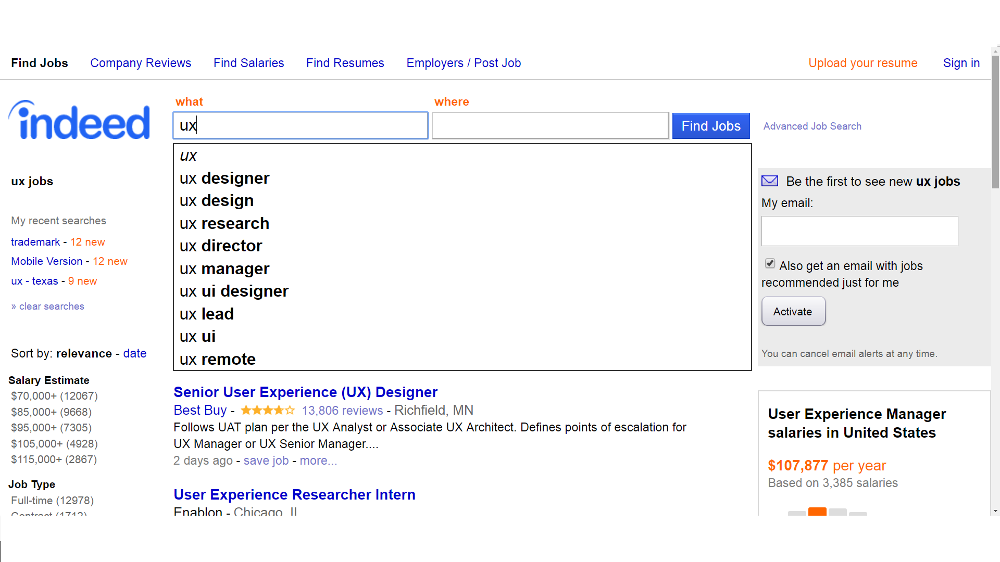 Find Jobs Company Reviews Find Salaries Find Resumes Employers / Post Job Upload your resume Sign in
indeed
what
where
ux
Find Jobs
Advanced Job Search
ux
ux designer
ux design
ux research
ux director
ux manager
ux ui designer
ux lead
ux ui
ux remote
ux jobs
My recent searches
trademark - 12 new
Mobile Version - 12 new
ux - texas - 9 new
» clear searches
Sort by: relevance - date
Salary Estimate
$70,000+ (12067)
$85,000+ (9668)
$95,000+ (7305)
$105,000+ (4928)
$115,000+ (2867)
Job Type
Full-time (12978)
Contract (1712)
Senior User Experience (UX) Designer
Best Buy - 13,806 reviews - Richfield, MN
Follows UAT plan per the UX Analyst or Associate UX Architect. Defines points of escalation for
UX Manager or UX Senior Manager....
2 days ago - save job - more...
User Experience Researcher Intern
Enablon - Chicago, IL
Be the first to see new ux jobs
My email:
Also get an email with jobs
recommended just for me
Activate
You can cancel email alerts at any time.
User Experience Manager
salaries in United States
$107,877 per year
Based on 3,385 salaries